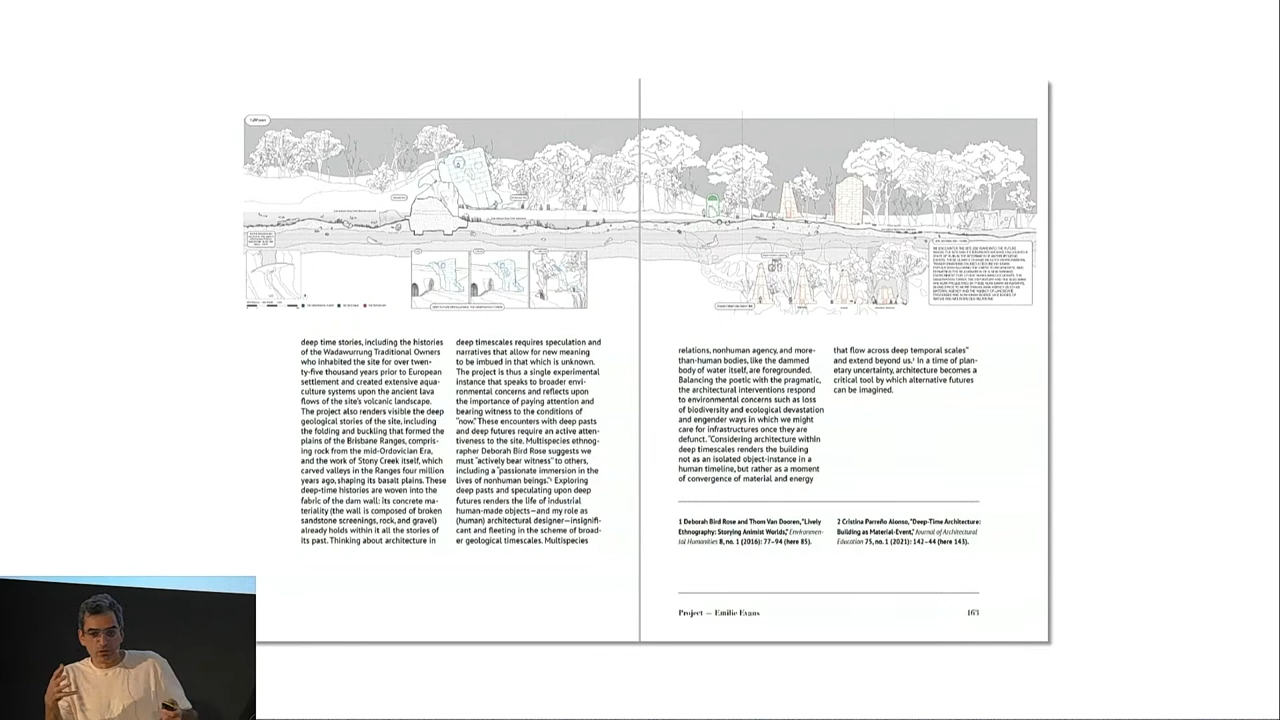 deep time stories, including the histories
of the Wadawurrung Traditional Owners
who inhabited the site for over twen-
ty-five thousand years prior to European
settlement and created extensive aqua-
culture systems upon the ancient lava
flows of the site's volcanic landscape.
The project also renders visible the deep
geological stories of the site, including
the folding and buckling that formed the
plains of the Brisbane Ranges, compris-
ing rock from the mid-Ordovician Era,
and the work of Stony Creek itself, which
carved valleys in the Ranges four million
years ago, shaping its basalt plains. These
deep-time histories are woven into the
fabric of the dam wall: its concrete ma-
teriality (the wall is composed of broken
sandstone screenings, rock, and gravel)
already holds within it all the stories of
its past. Thinking about architecture in
deep timescales requires speculation and
narratives that allow for new meaning
to be imbued in that which is unknown.
The project is thus a single experimental
instance that speaks to broader envi-
ronmental concerns and reflects upon
the importance of paying attention and
bearing witness to the conditions of
"now." These encounters with deep pasts
and deep futures require an active atten-
tiveness to the site. Multispecies ethnog-
rapher Deborah Bird Rose suggests we
must "actively bear witness" to others,
including a "passionate immersion in the
lives of nonhuman beings."¹ Exploring
deep pasts and speculating upon deep
futures renders the life of industrial
human-made objects—and my role as
(human) architectural designer—insignifi-
cant and fleeting in the scheme of broad-
er geological timescales. Multispecies
relations, nonhuman agency, and more-
than-human bodies, like the dammed
body of water itself, are foregrounded.
Balancing the poetic with the pragmatic,
the architectural interventions respond
to environmental concerns such as loss
of biodiversity and ecological devastation
and engender ways in which we might
care for infrastructures once they are
defunct. "Considering architecture within
deep timescales renders the building
not as an isolated object-instance in a
human timeline, but rather as a moment
of convergence of material and energy
that flow across deep temporal scales"
and extend beyond us.² In a time of plan-
etary uncertainty, architecture becomes a
critical tool by which alternative futures
can be imagined.
1 Deborah Bird Rose and Thom Van Dooren, "Lively
Ethnography: Storying Animist Worlds," Environmen-
tal Humanities 8, no. 1 (2016): 77–94 (here 85).
2 Cristina Parreño Alonso, "Deep-Time Architecture:
Building as Material-Event," Journal of Architectural
Education 75, no. 1 (2021): 142–44 (here 143).
Project — Emilie Evans
163